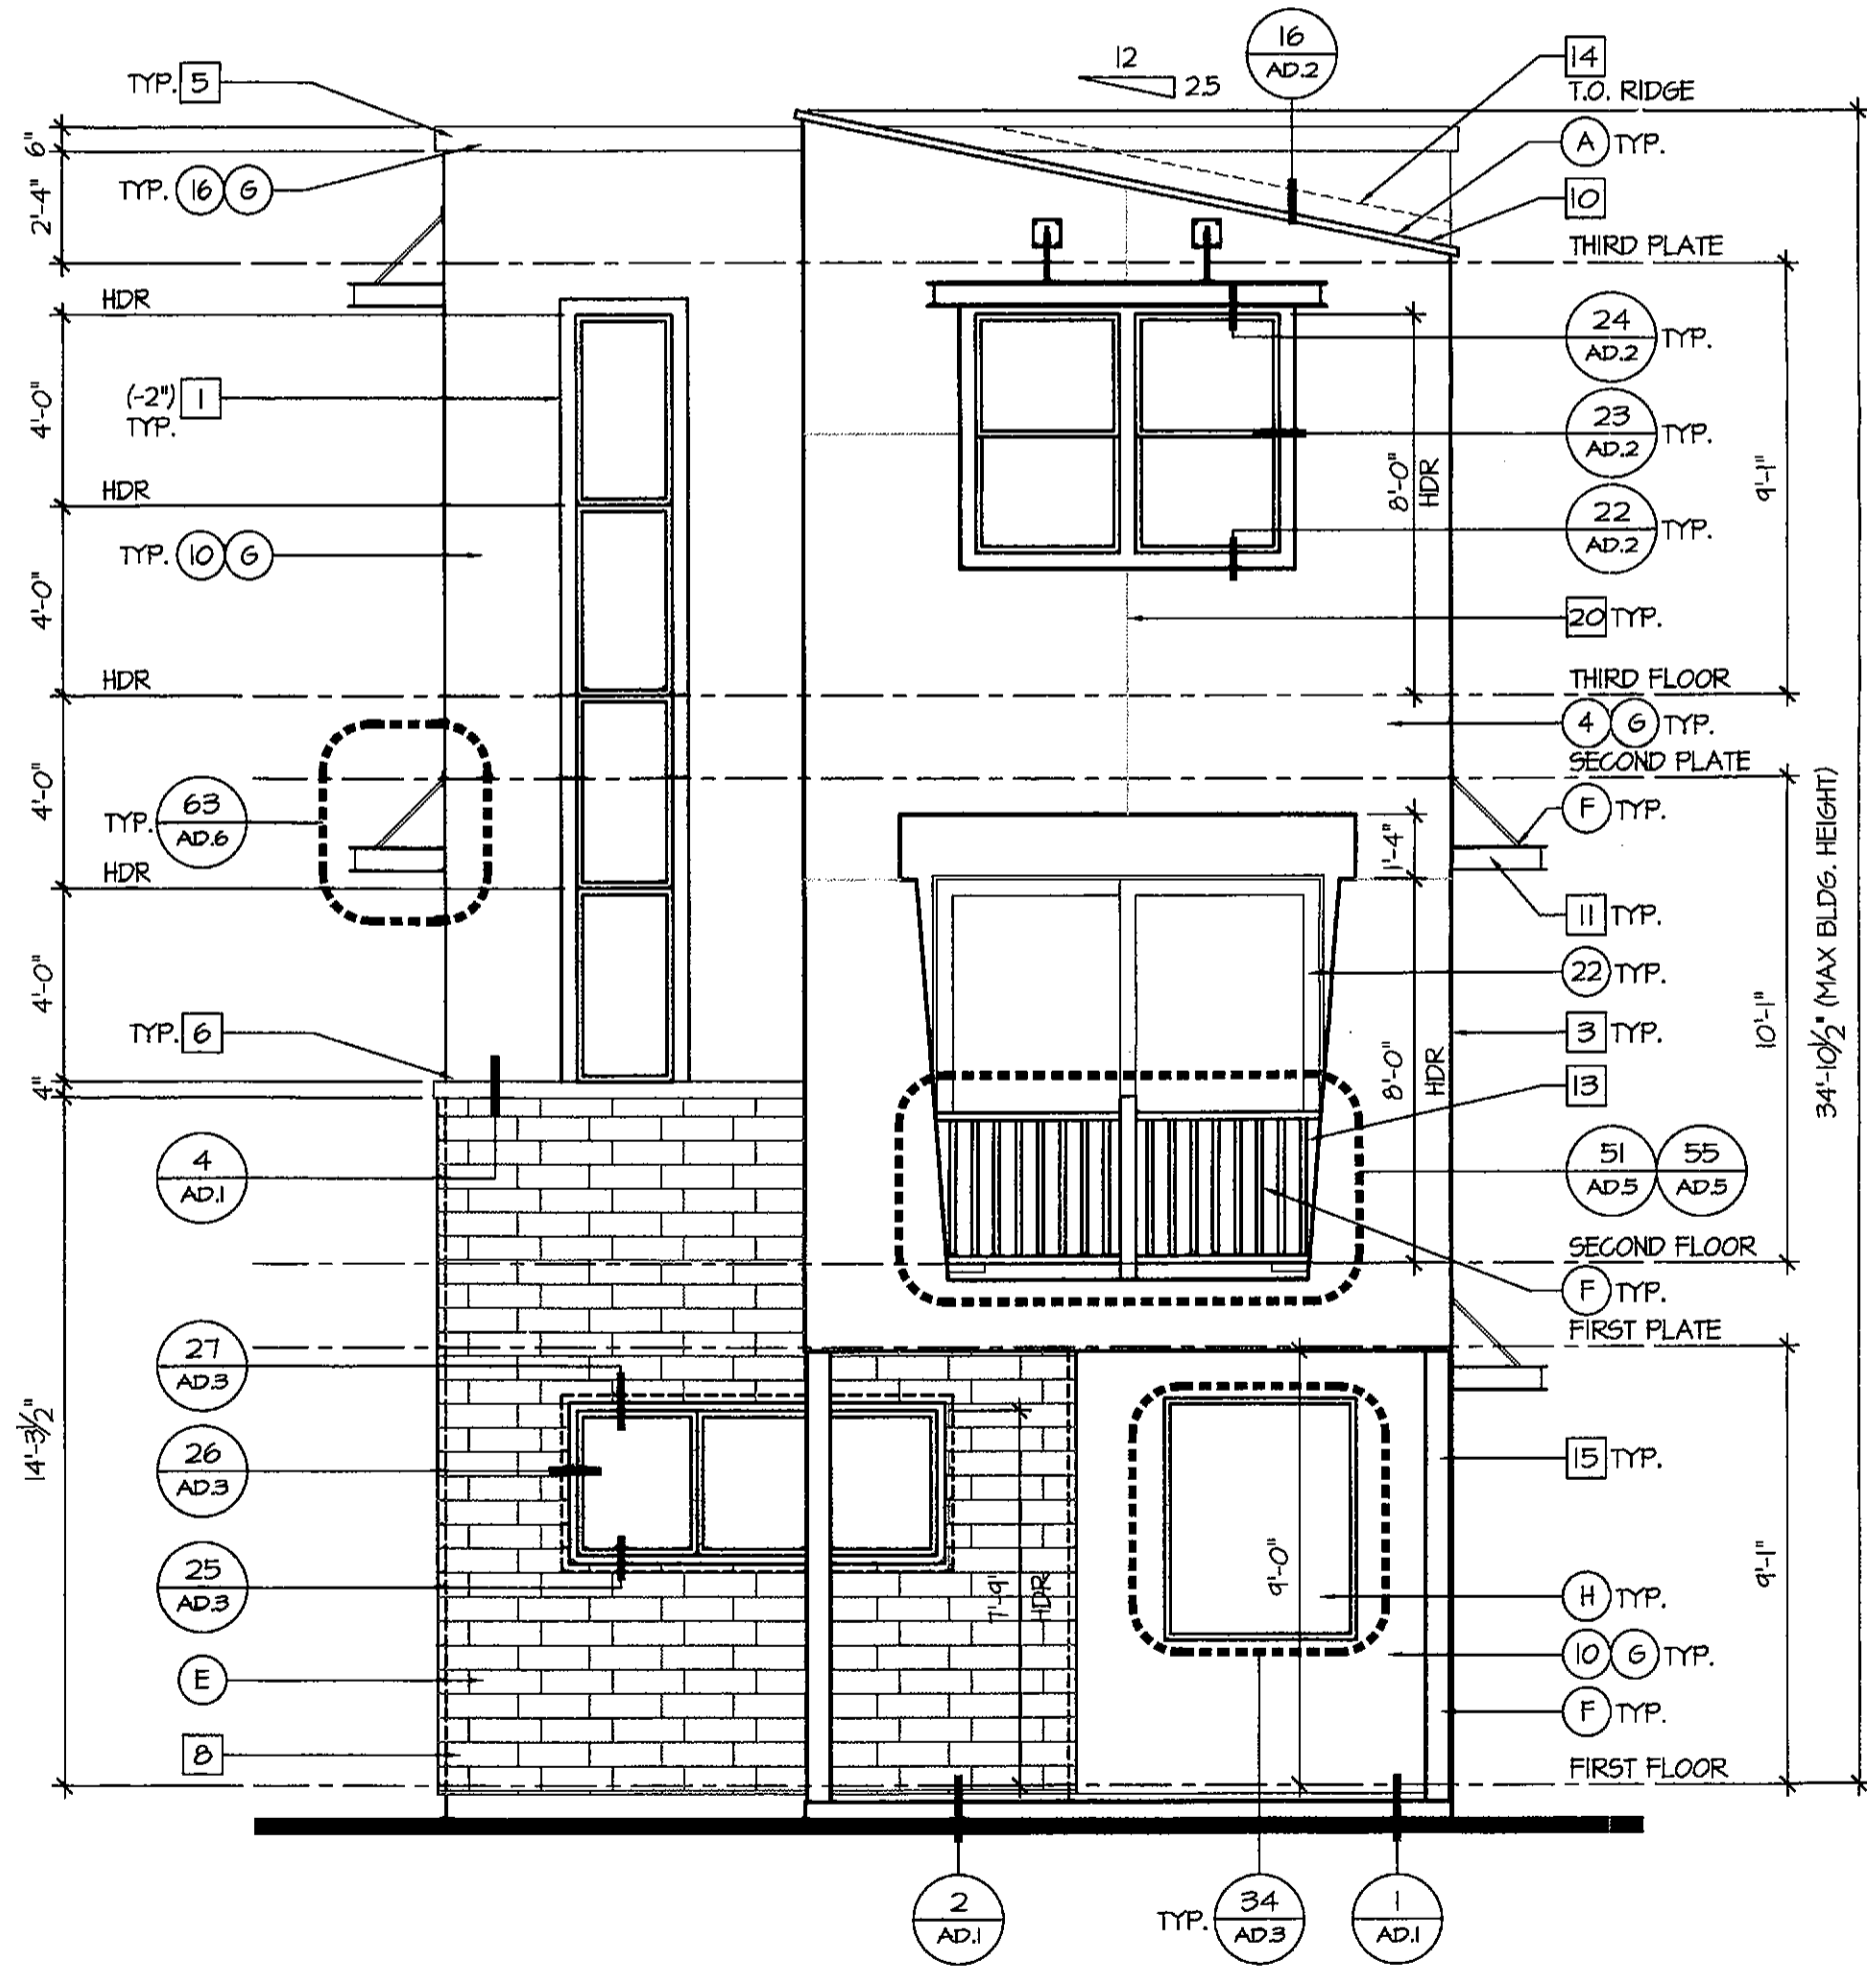 16
AD.2
12
2.5
14
T.O. RIDGE
TYP. 5
A TYP.
6"
TYP. 16 G
10
2'-4"
THIRD PLATE
HDR
24
AD.2
TYP.
(-2")
TYP.
1
4'-0"
23
AD.2
TYP.
8'-0"
HDR
9'-1"
HDR
22
AD.2
TYP.
TYP. 10 G
4'-0"
20 TYP.
HDR
THIRD FLOOR
4 G TYP.
SECOND PLATE
4'-0"
TYP.
63
AD.6
F TYP.
1'-4"
HDR
11 TYP.
34'-10 1/2" (MAX BLDG. HEIGHT)
4'-0"
22 TYP.
TYP. 6
3 TYP.
10'-1"
8'-0"
HDR
4"
13
4
AD.1
51
AD.5
55
AD.5
SECOND FLOOR
F TYP.
FIRST PLATE
27
AD.3
14'-3 1/2"
26
AD.3
15 TYP.
25
AD.3
7'-9"
HDR
9'-0"
9'-1"
H TYP.
E
10 G TYP.
F TYP.
8
FIRST FLOOR
2
AD.1
TYP.
34
AD.3
1
AD.1